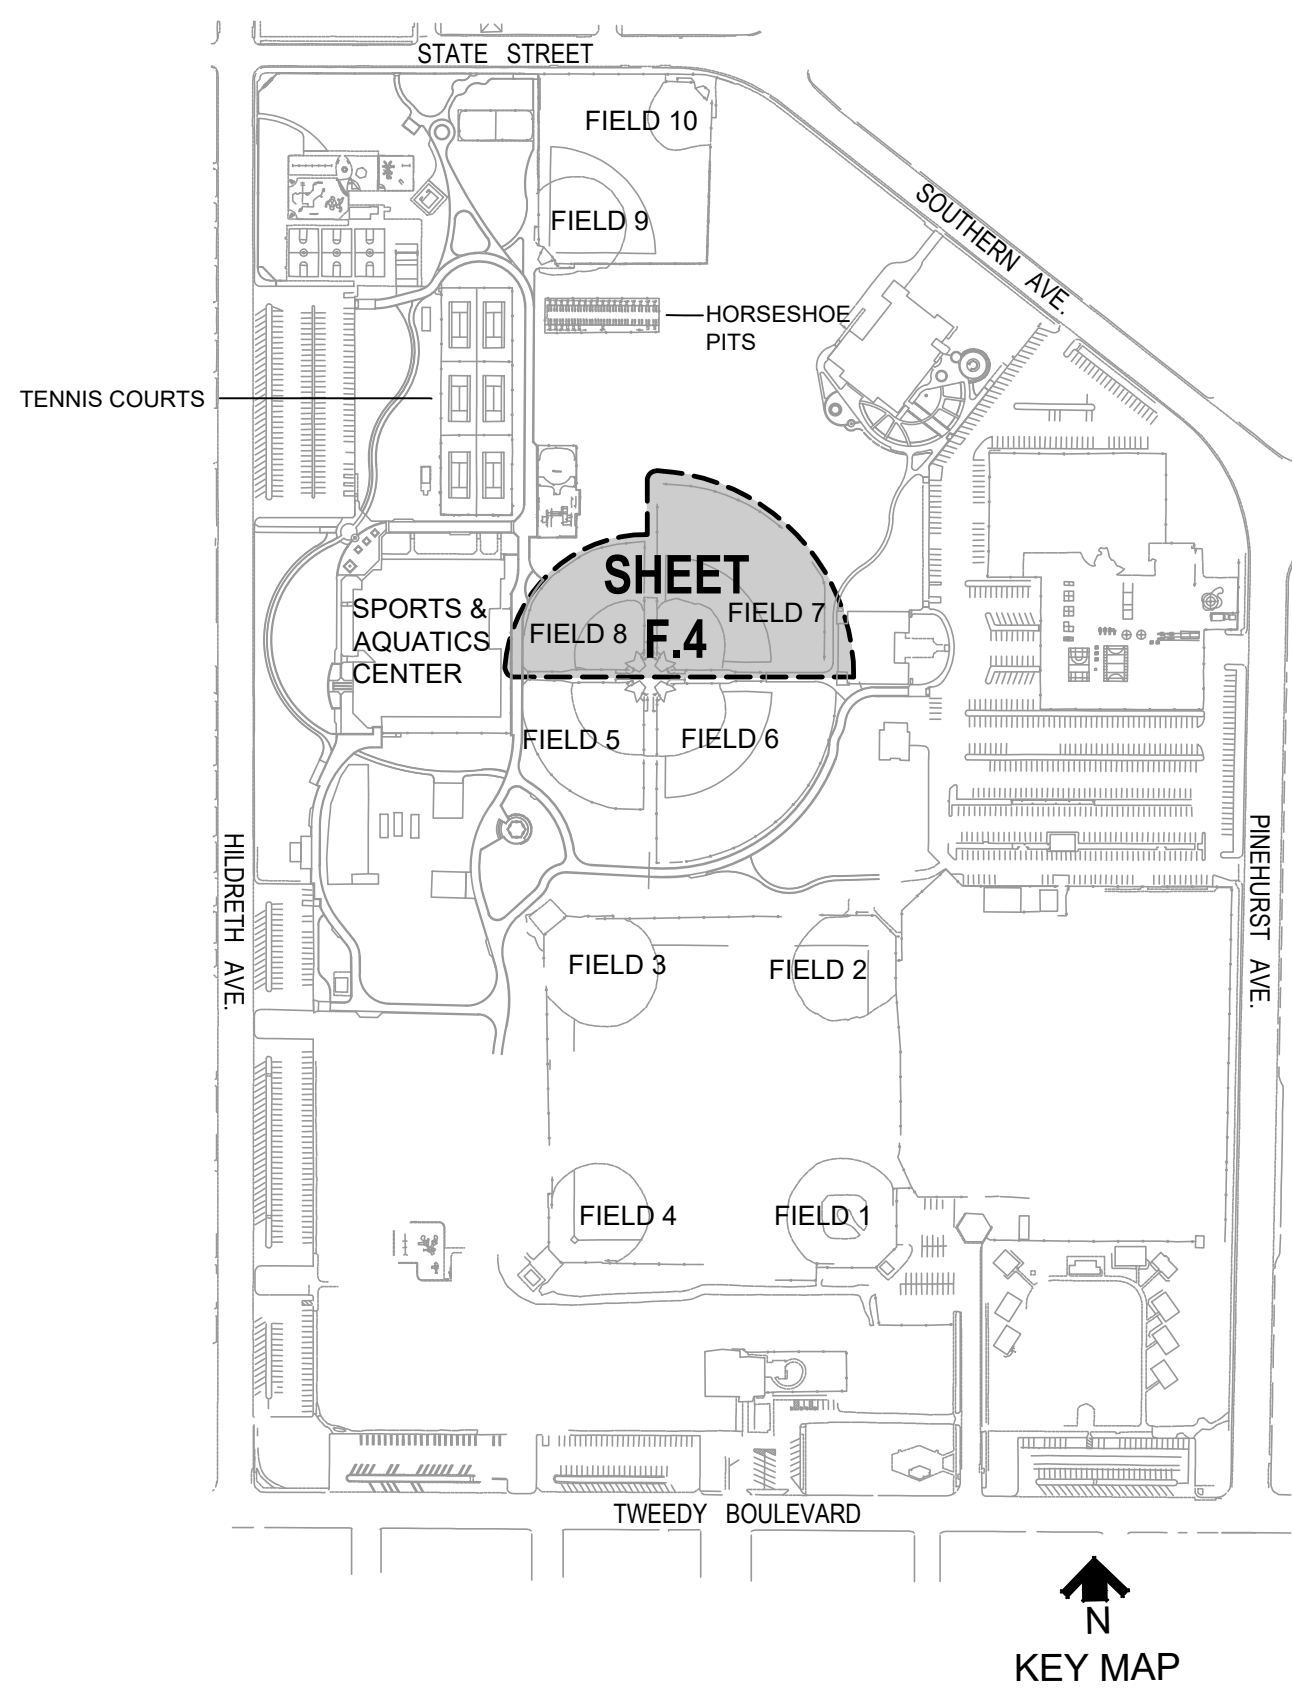 STATE STREET
FIELD 10
FIELD 9
SOUTHERN AVE.
HORSESHOE
PITS
TENNIS COURTS
SHEET
F.4
FIELD 7
FIELD 8
SPORTS &
AQUATICS
CENTER
FIELD 5
FIELD 6
HILDRETH AVE.
PINEHURST AVE.
FIELD 3
FIELD 2
FIELD 4
FIELD 1
TWEEDY BOULEVARD
N
KEY MAP